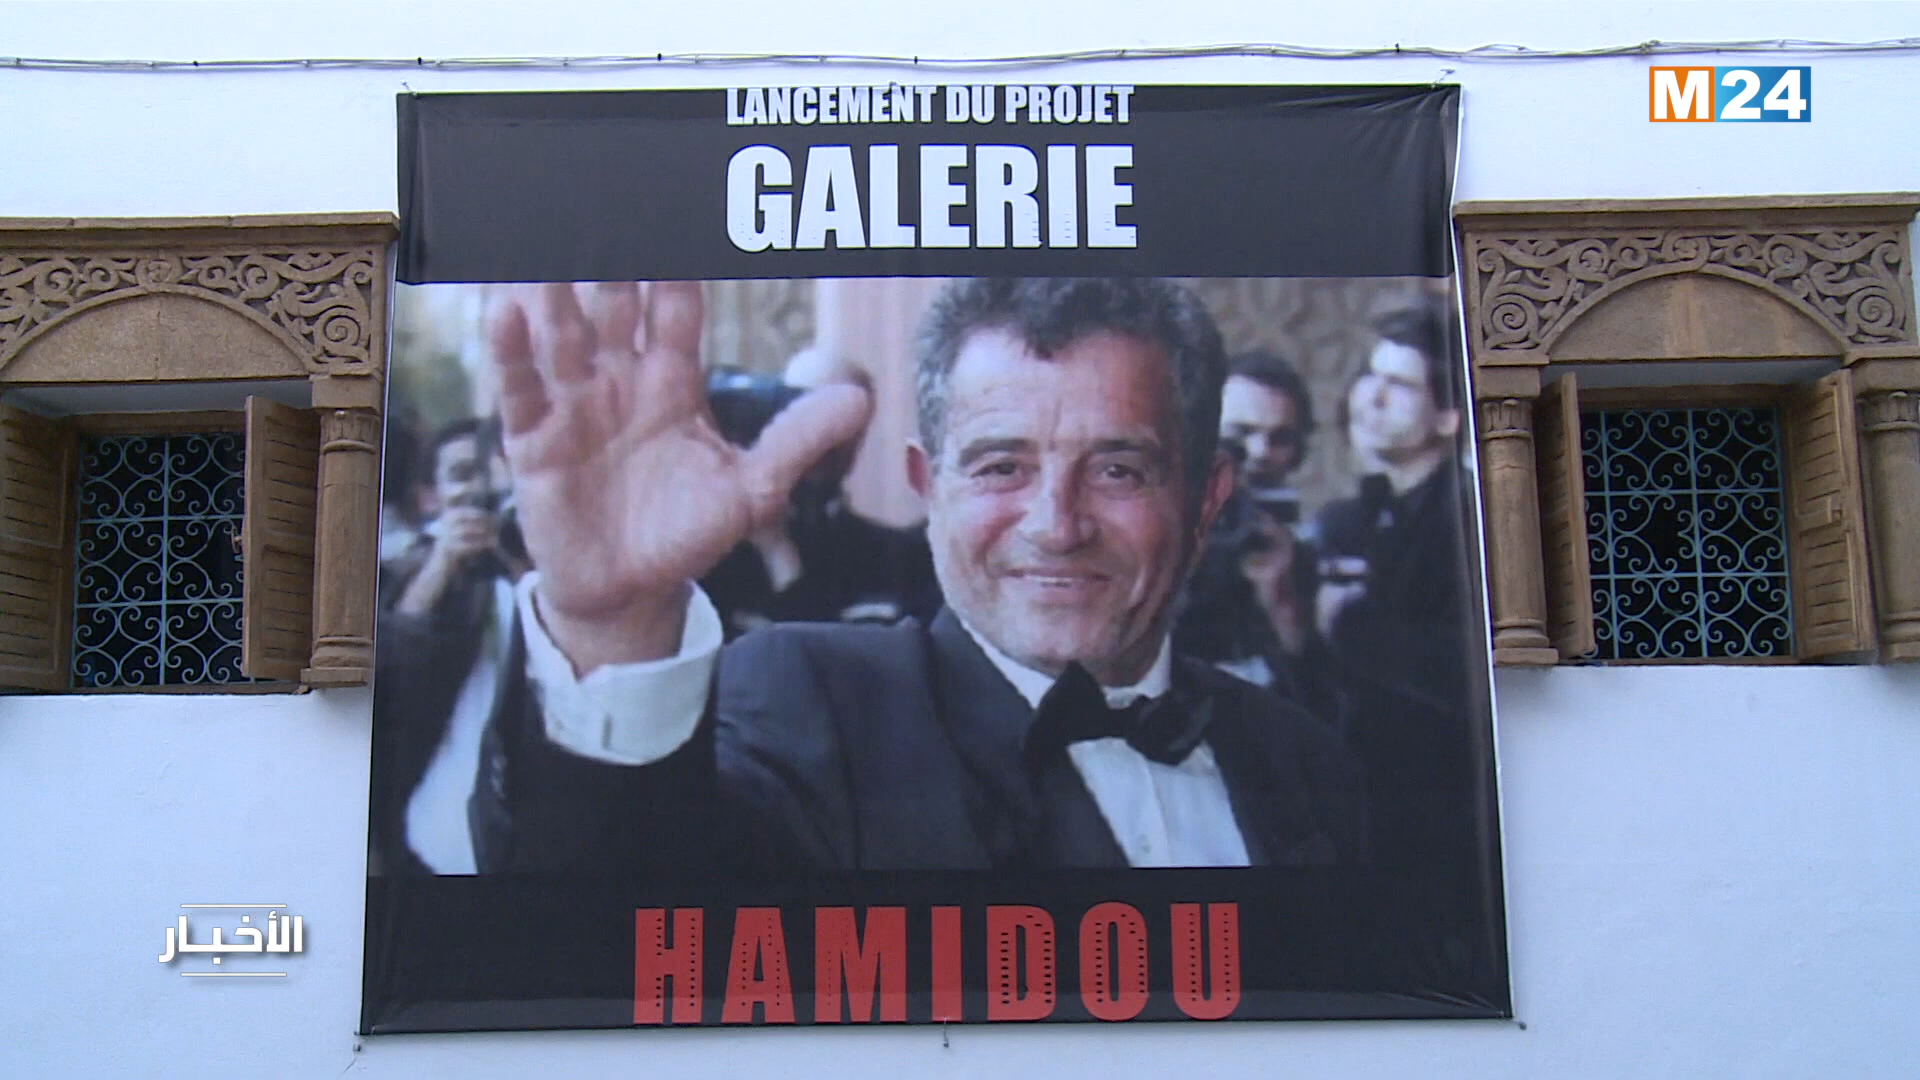 LANCEMENT DU PROJET
M24
GALERIE
HAMIDOU
الأخبار